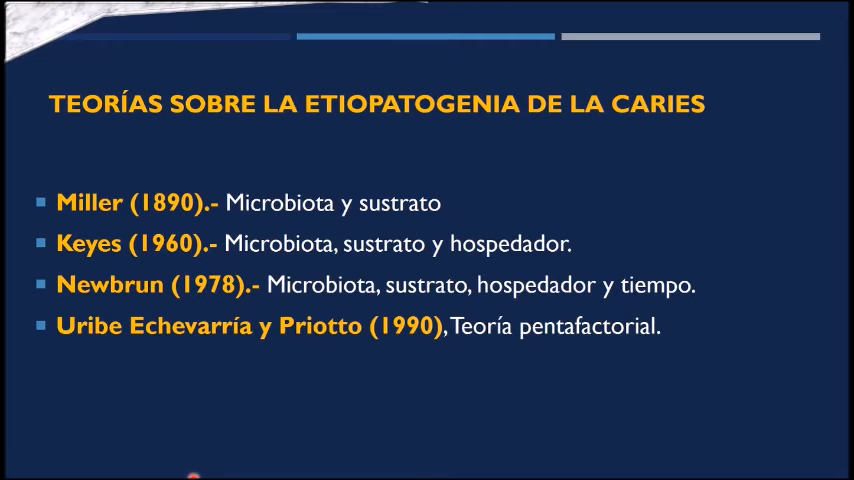 TEORÍAS SOBRE LA ETIOPATOGENIA DE LA CARIES
Miller (1890).- Microbiota y sustrato
Keyes (1960).- Microbiota, sustrato y hospedador.
Newbrun (1978).- Microbiota, sustrato, hospedador y tiempo.
Uribe Echevarría y Priotto (1990), Teoría pentafactorial.